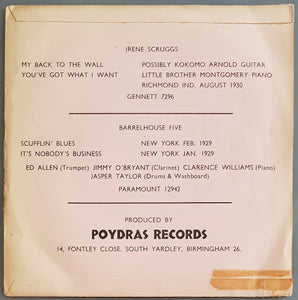 IRENE SCRUGGS
MY BACK TO THE WALL POSSIBLY KOKOMO ARNOLD GUITAR
YOU'VE GOT WHAT I WANT LITTLE BROTHER MONTGOMERY PIANO
RICHMOND IND. AUGUST 1930
GENNETT 7296
BARRELHOUSE FIVE
SCUFFLIN' BLUES NEW YORK FEB. 1929
IT'S NOBODY'S BUSINESS NEW YORK JAN. 1929
ED ALLEN (Trumpet) JIMMY O'BRYANT (Clarinet) CLARENCE WILLIAMS (Piano)
JASPER TAYLOR (Drums & Washboard)
PARAMOUNT 12942
PRODUCED BY
POYDRAS RECORDS
14, FONTLEY CLOSE, SOUTH YARDLEY, BIRMINGHAM 26.